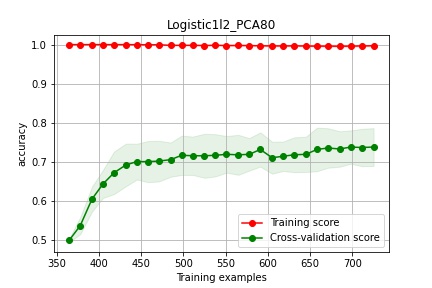 Logistic1l2_PCA80
1.0
0.9
0.8
0.7
0.6
0.5
accuracy
Training score
Cross-validation score
350 400 450 500 550 600 650 700
Training examples